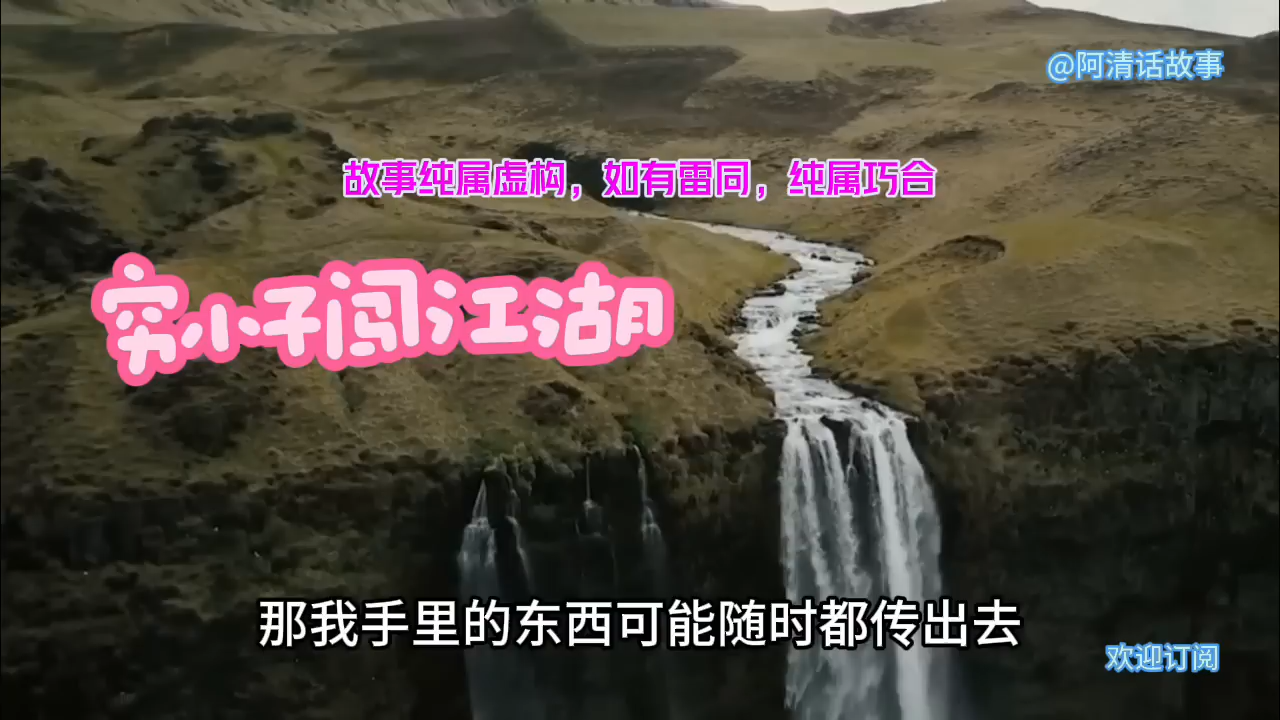 @阿清话故事
故事纯属虚构，如有雷同，纯属巧合
穷小子闯江湖
那我手里的东西可能随时都传出去
欢迎订阅